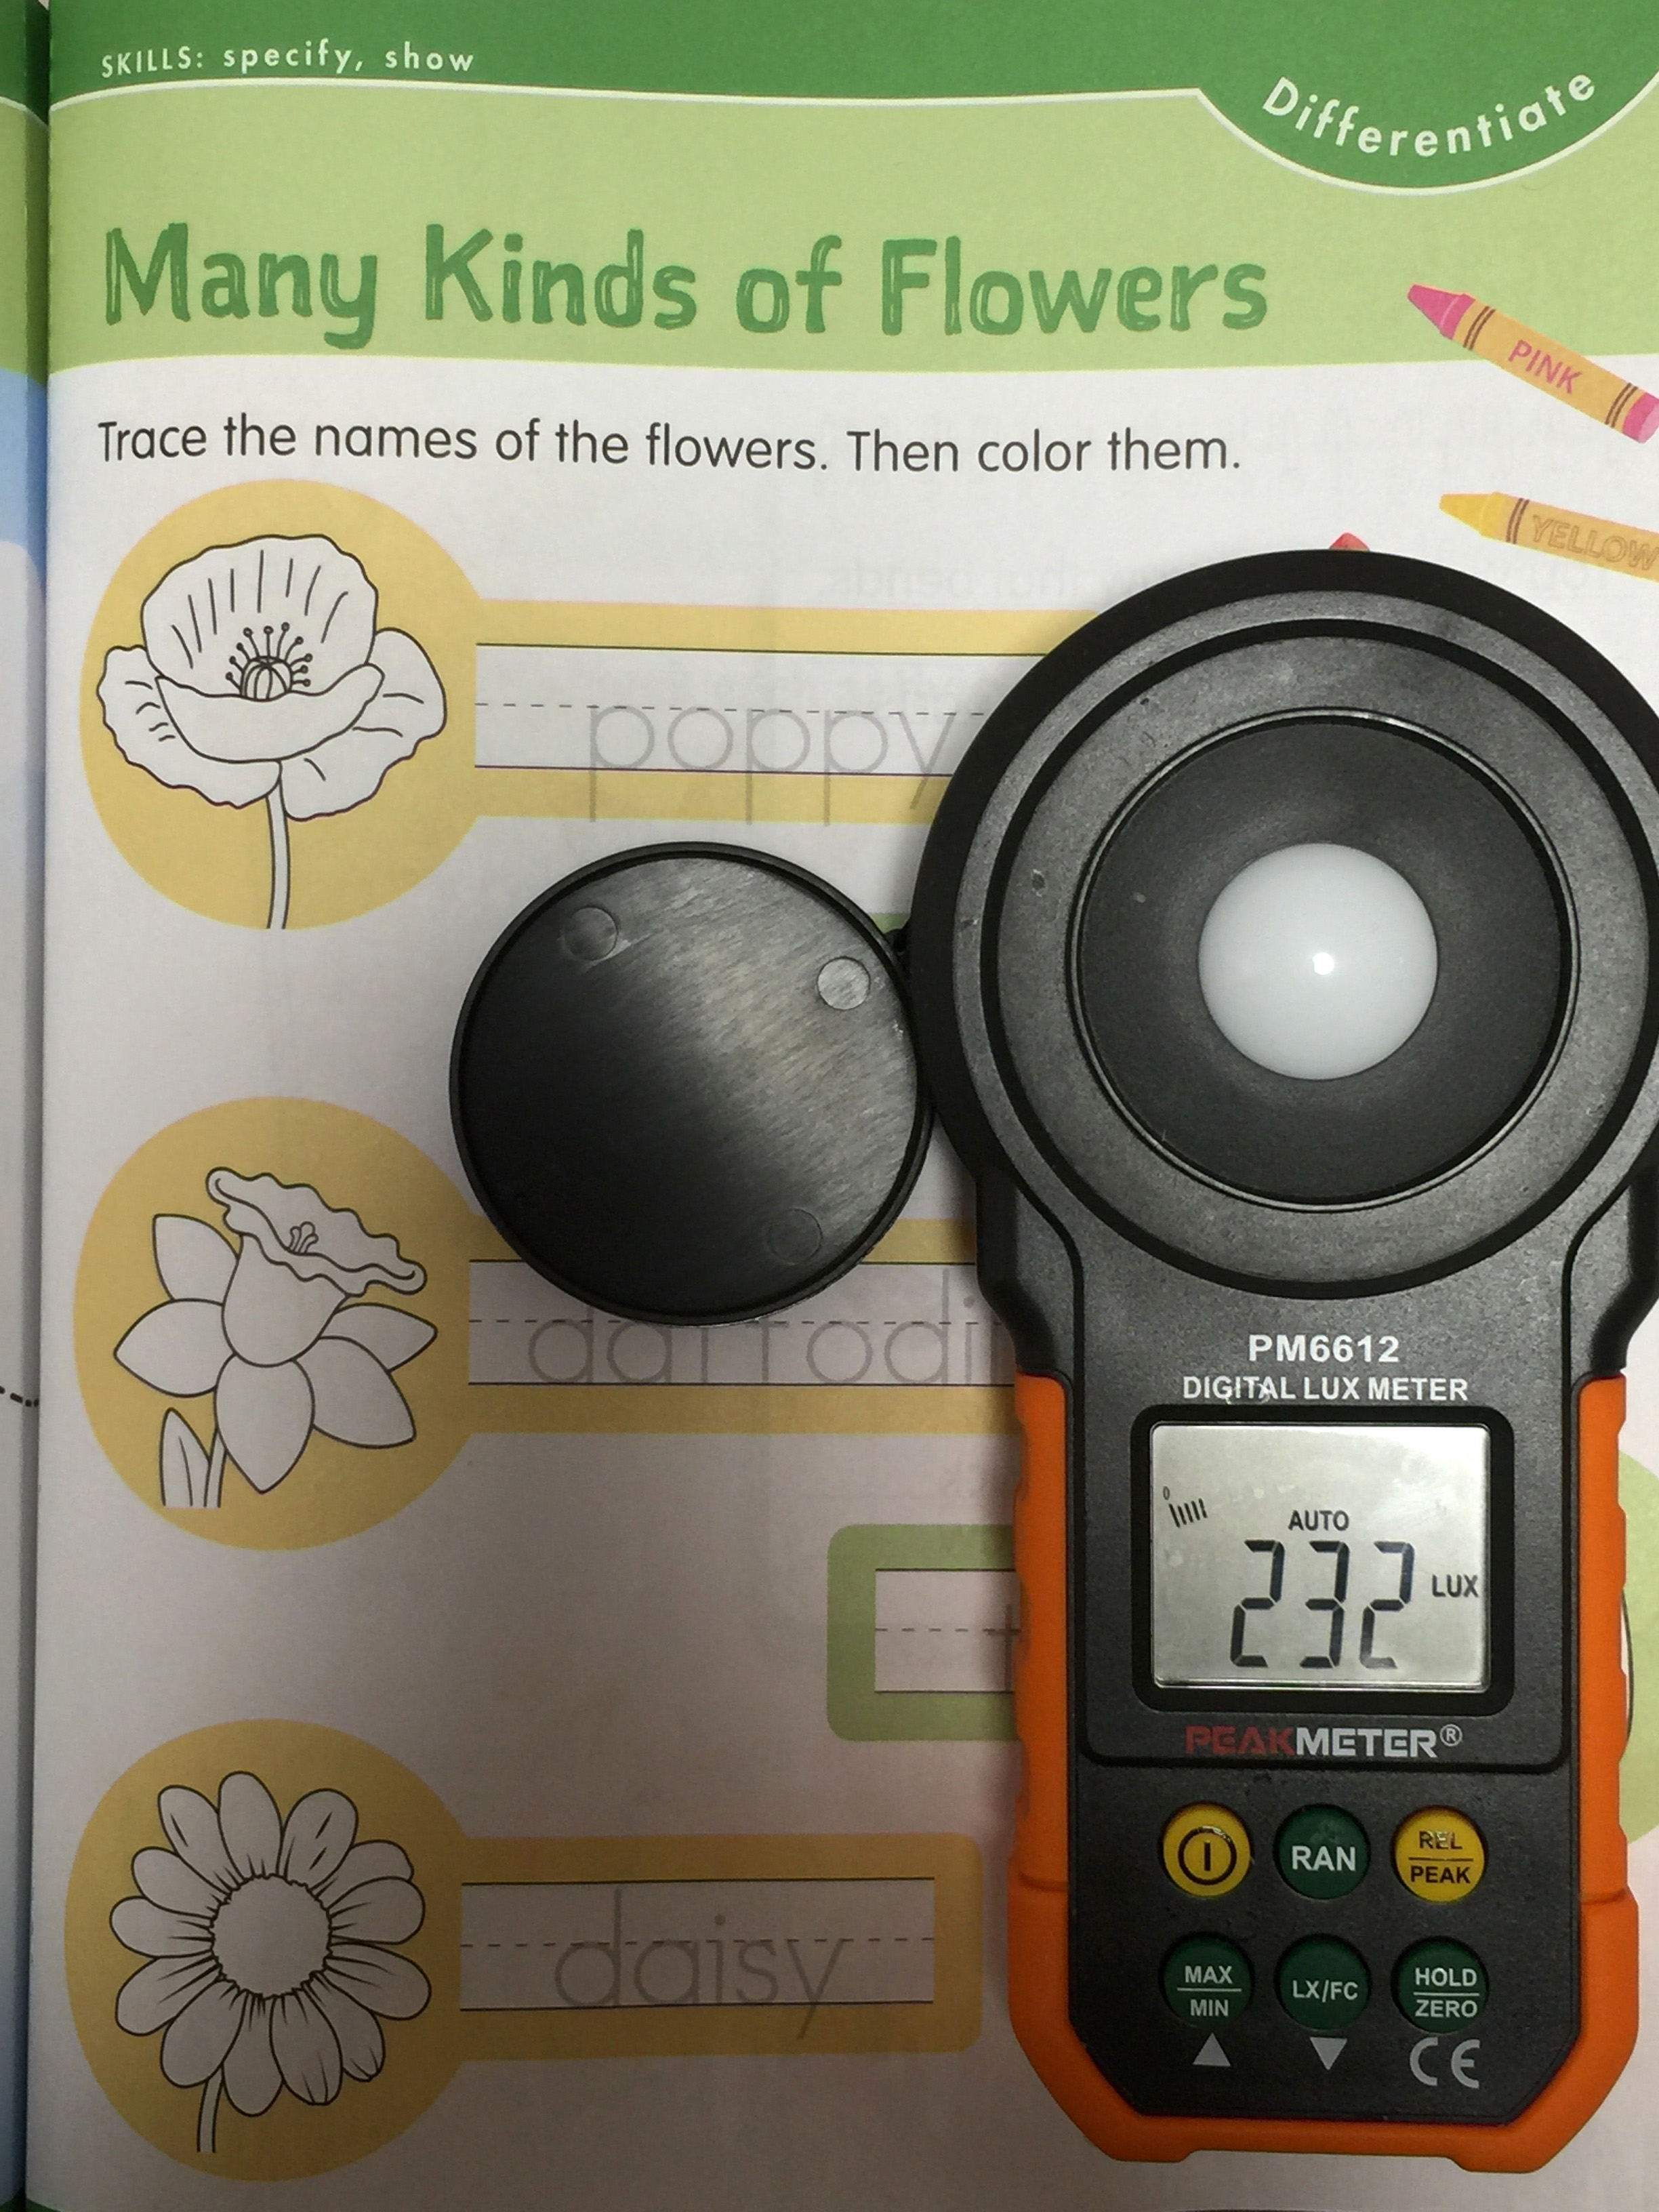 SKILLS: specify, show
Differentiate
Many Kinds of Flowers
PINK
Trace the names of the flowers. Then color them.
YELLOW
poppy
daffodi
PM6612
DIGITAL LUX METER
0
AUTO
232 LUX
t
PEAKMETER®
RAN
REL
PEAK
daisy
MAX
MIN
LX/FC
HOLD
ZERO
CE